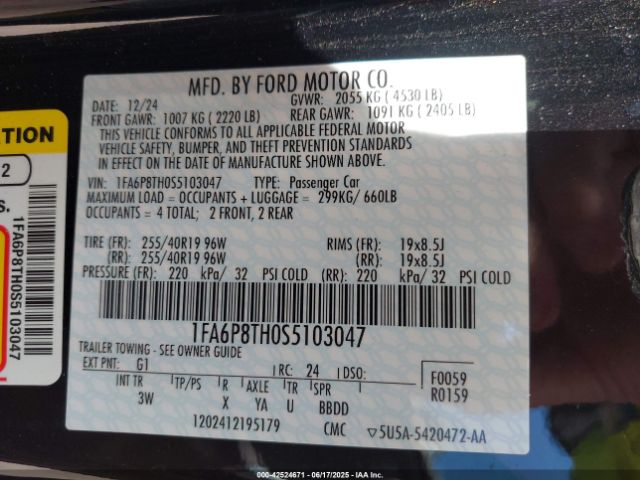 MFD. BY FORD MOTOR CO.
DATE: 12/24 GVWR: 2055 KG ( 4530 LB)
FRONT GAWR: 1007 KG ( 2220 LB) REAR GAWR: 1091 KG ( 2405 LB)
THIS VEHICLE CONFORMS TO ALL APPLICABLE FEDERAL MOTOR
VEHICLE SAFETY, BUMPER, AND THEFT PREVENTION STANDARDS
IN EFFECT ON THE DATE OF MANUFACTURE SHOWN ABOVE.
VIN: 1FA6P8TH0S5103047 TYPE: Passenger Car
MAXIMUM LOAD = OCCUPANTS + LUGGAGE = 299KG/ 660LB
OCCUPANTS = 4 TOTAL; 2 FRONT, 2 REAR
TIRE (FR): 255/40R19 96W RIMS (FR): 19x8.5J
(RR): 255/40R19 96W (RR): 19x8.5J
PRESSURE (FR): 220 kPa/ 32 PSI COLD (RR): 220 kPa/ 32 PSI COLD
1FA6P8TH0S5103047
TRAILER TOWING - SEE OWNER GUIDE
EXT PNT: G1 RC: 24 DSO: F0059
INT TR TP/PS R AXLE TR SPR R0159
3W X YA U BBDD
1202412195179 CMC 5U5A-5420472-AA
TION
2
S.
1FA6P8TH0S5103047
000-42524671 - 06/17/2025 - IAAI.COM